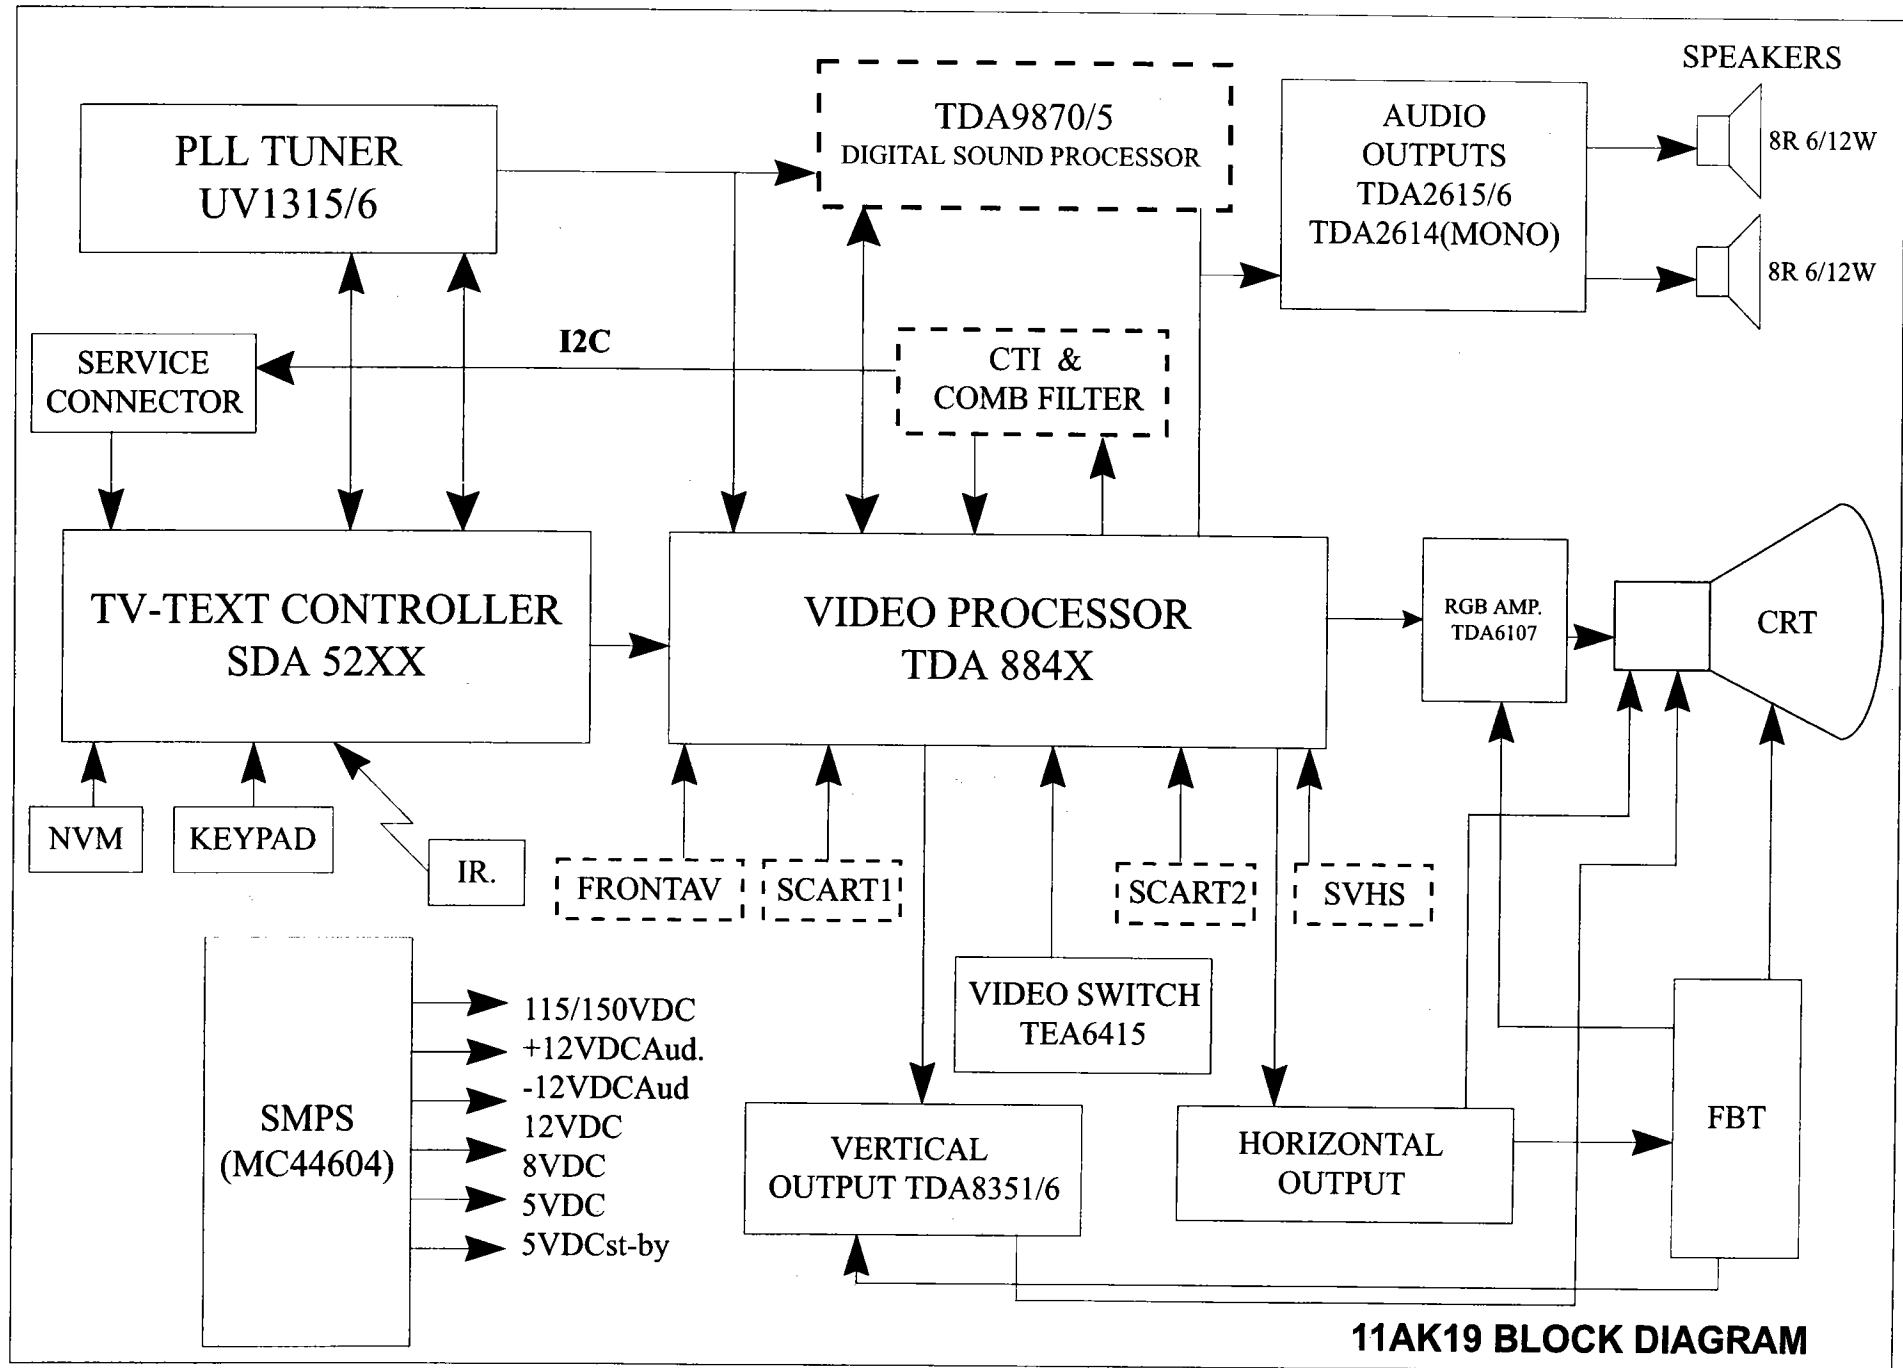 SPEAKERS
PLL TUNER
UV1315/6
TDA9870/5
DIGITAL SOUND PROCESSOR
AUDIO
OUTPUTS
TDA2615/6
TDA2614(MONO)
8R 6/12W
8R 6/12W
SERVICE
CONNECTOR
I2C
CTI &
COMB FILTER
TV-TEXT CONTROLLER
SDA 52XX
VIDEO PROCESSOR
TDA 884X
RGB AMP.
TDA6107
CRT
NVM
KEYPAD
IR.
FRONTAV
SCART1
SCART2
SVHS
VIDEO SWITCH
TEA6415
SMPS
(MC44604)
115/150VDC
+12VDCAud.
-12VDCAud
12VDC
8VDC
5VDC
5VDCst-by
VERTICAL
OUTPUT TDA8351/6
HORIZONTAL
OUTPUT
FBT
11AK19 BLOCK DIAGRAM